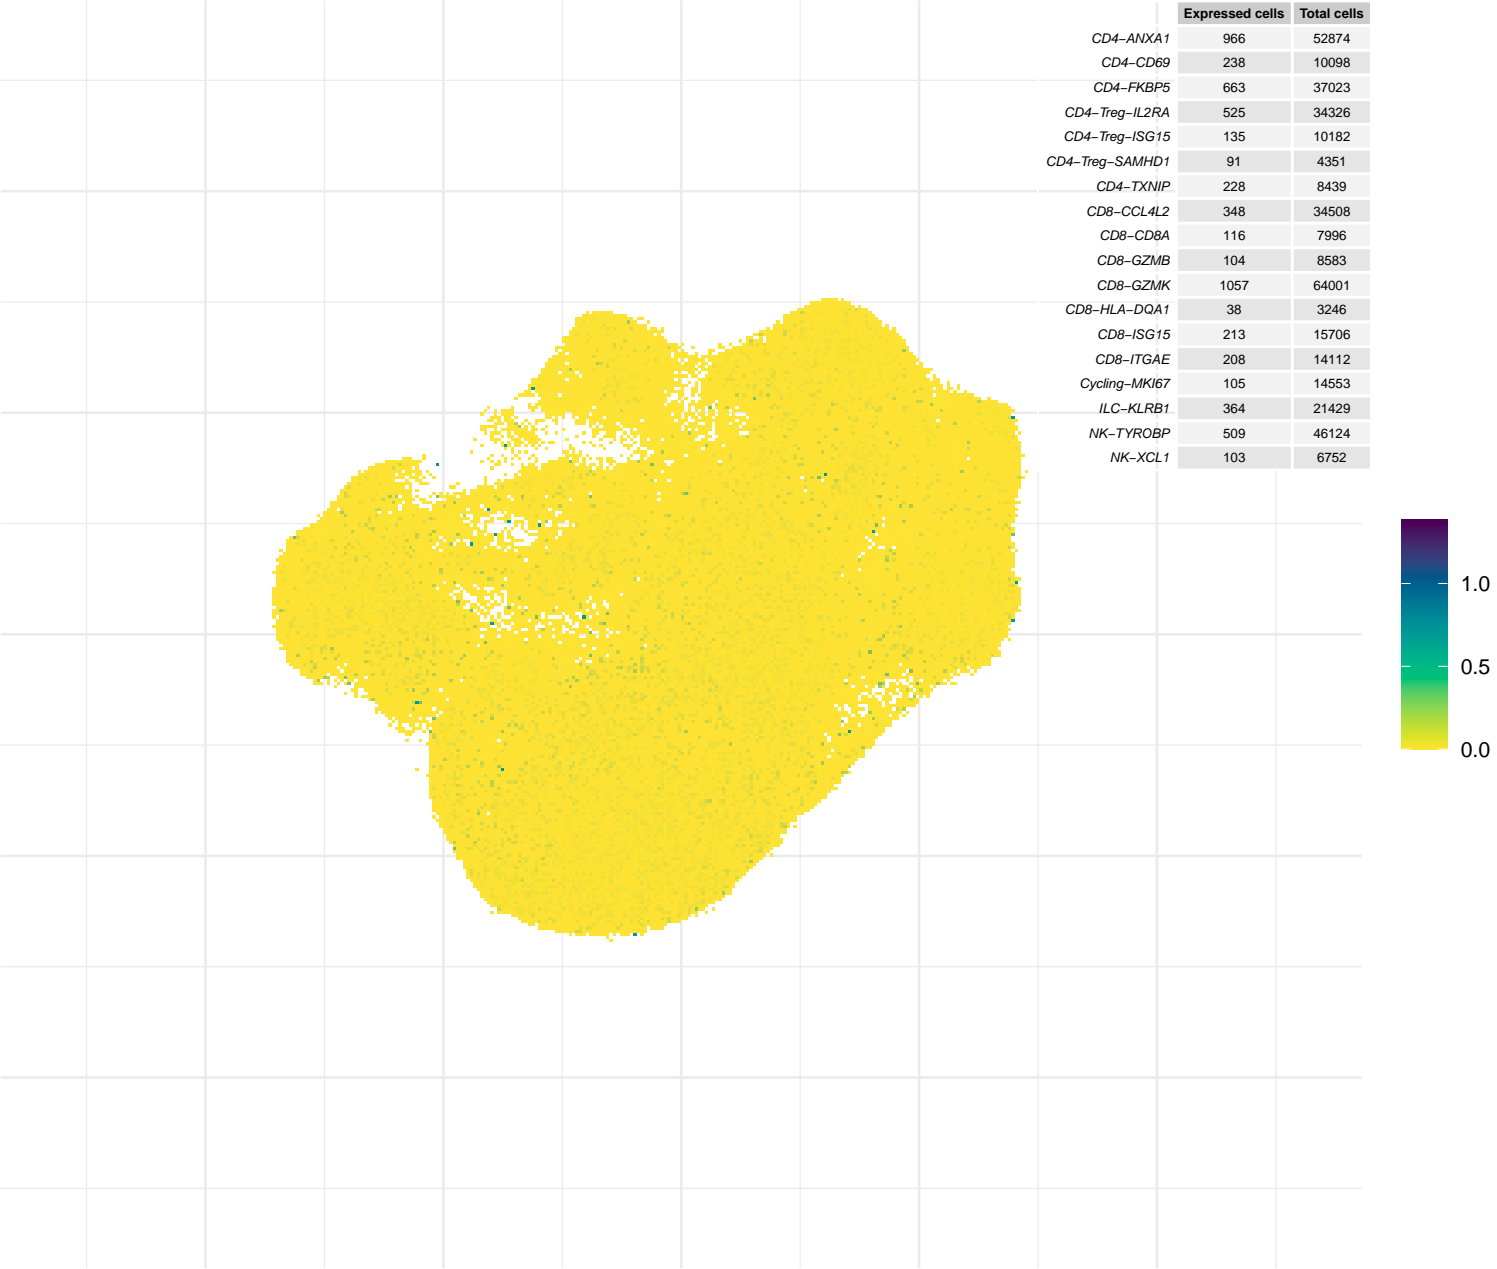 Expressed cells Total cells
CD4−ANXA1 966 52874
CD4−CD69 238 10098
CD4−FKBP5 663 37023
CD4−Treg−IL2RA 525 34326
CD4−Treg−ISG15 135 10182
CD4−Treg−SAMHD1 91 4351
CD4−TXNIP 228 8439
CD8−CCL4L2 348 34508
CD8−CD8A 116 7996
CD8−GZMB 104 8583
CD8−GZMK 1057 64001
CD8−HLA−DQA1 38 3246
CD8−ISG15 213 15706
CD8−ITGAE 208 14112
Cycling−MKI67 105 14553
ILC−KLRB1 364 21429
NK−TYROBP 509 46124
NK−XCL1 103 6752
1.0
0.5
0.0